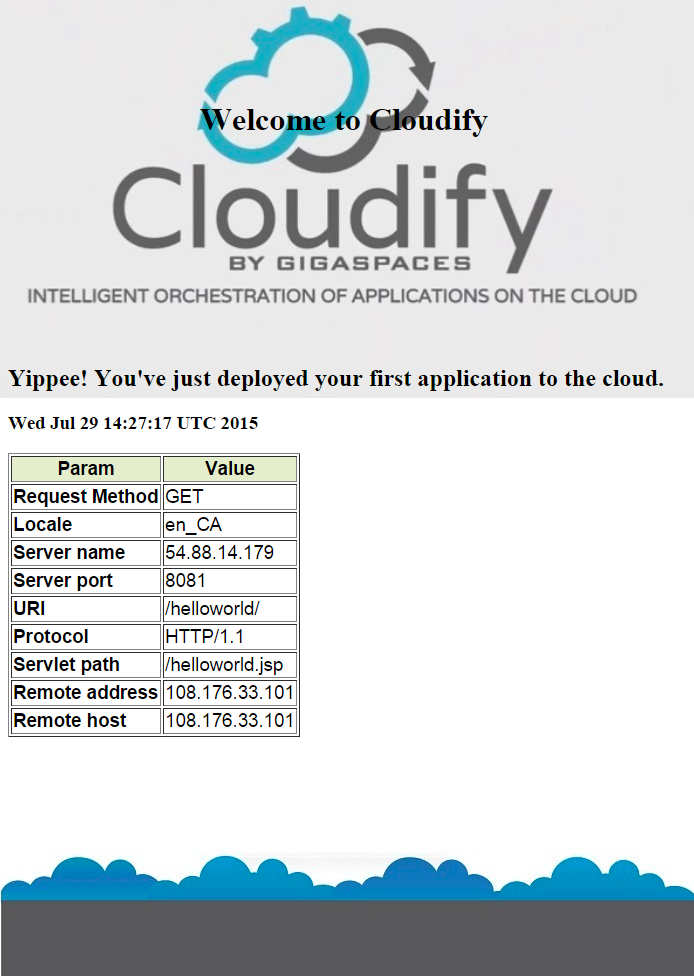 Welcome to Cloudify
Cloudify
BY GIGASPACES
INTELLIGENT ORCHESTRATION OF APPLICATIONS ON THE CLOUD
Yippee! You've just deployed your first application to the cloud.
Wed Jul 29 14:27:17 UTC 2015
Param Value
Request Method GET
Locale en_CA
Server name 54.88.14.179
Server port 8081
URI /helloworld/
Protocol HTTP/1.1
Servlet path /helloworld.jsp
Remote address 108.176.33.101
Remote host 108.176.33.101